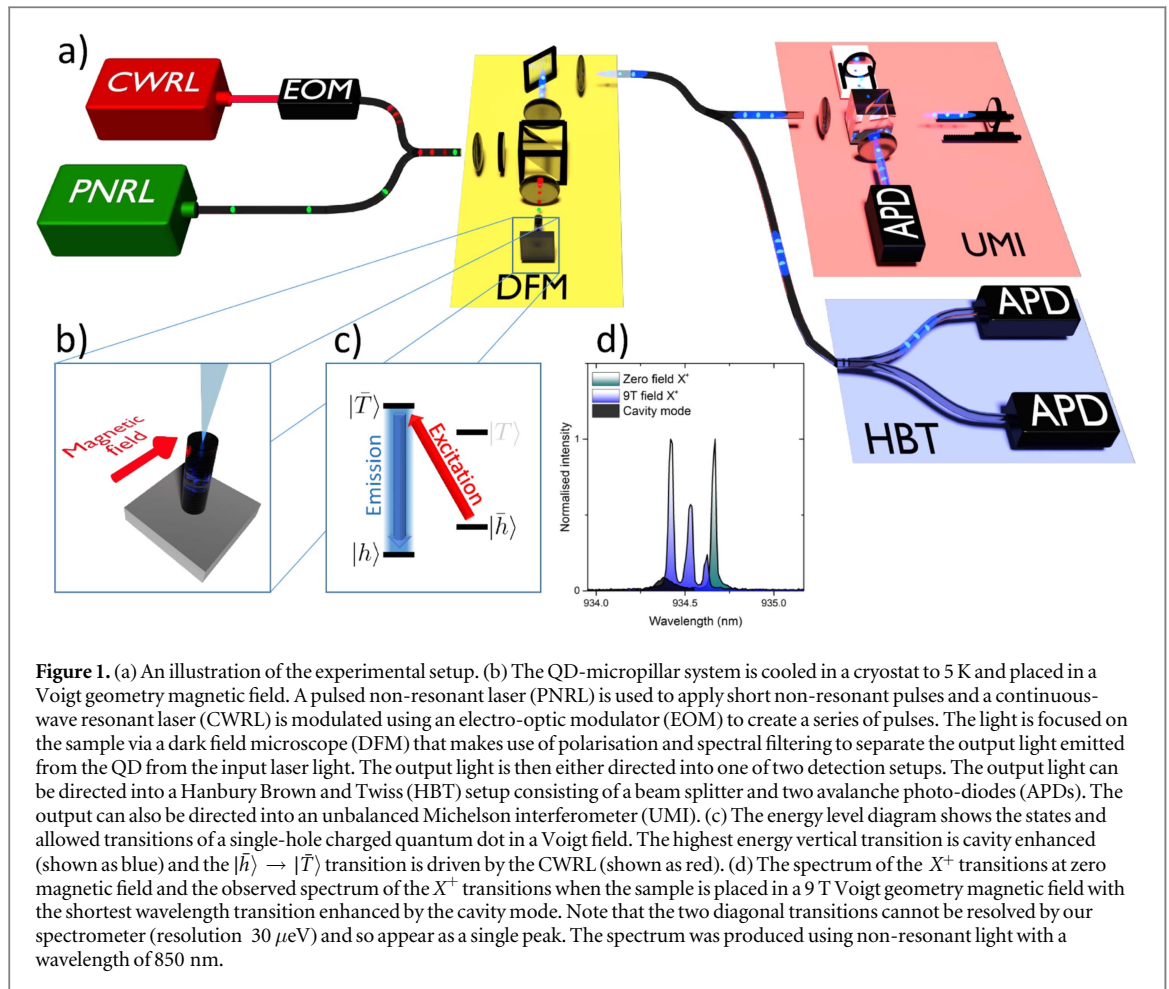 a)
CWRL
EOM
PNRL
DFM
APD
UMI
APD
APD
HBT
b)
Magnetic
field
c)
|T̄⟩
|T⟩
Emission
Excitation
|h̄⟩
|h⟩
d)
Zero field X⁺
9T field X⁺
Cavity mode
Normalised intensity
1
0
934.0
934.5
935.0
Wavelength (nm)
Figure 1. (a) An illustration of the experimental setup. (b) The QD-micropillar system is cooled in a cryostat to 5 K and placed in a
Voigt geometry magnetic field. A pulsed non-resonant laser (PNRL) is used to apply short non-resonant pulses and a continuous-
wave resonant laser (CWRL) is modulated using an electro-optic modulator (EOM) to create a series of pulses. The light is focused on
the sample via a dark field microscope (DFM) that makes use of polarisation and spectral filtering to separate the output light emitted
from the QD from the input laser light. The output light is then either directed into one of two detection setups. The output light can
be directed into a Hanbury Brown and Twiss (HBT) setup consisting of a beam splitter and two avalanche photo-diodes (APDs). The
output can also be directed into an unbalanced Michelson interferometer (UMI). (c) The energy level diagram shows the states and
allowed transitions of a single-hole charged quantum dot in a Voigt field. The highest energy vertical transition is cavity enhanced
(shown as blue) and the |h̄⟩ → |T̄⟩ transition is driven by the CWRL (shown as red). (d) The spectrum of the X⁺ transitions at zero
magnetic field and the observed spectrum of the X⁺ transitions when the sample is placed in a 9 T Voigt geometry magnetic field with
the shortest wavelength transition enhanced by the cavity mode. Note that the two diagonal transitions cannot be resolved by our
spectrometer (resolution 30 μeV) and so appear as a single peak. The spectrum was produced using non-resonant light with a
wavelength of 850 nm.